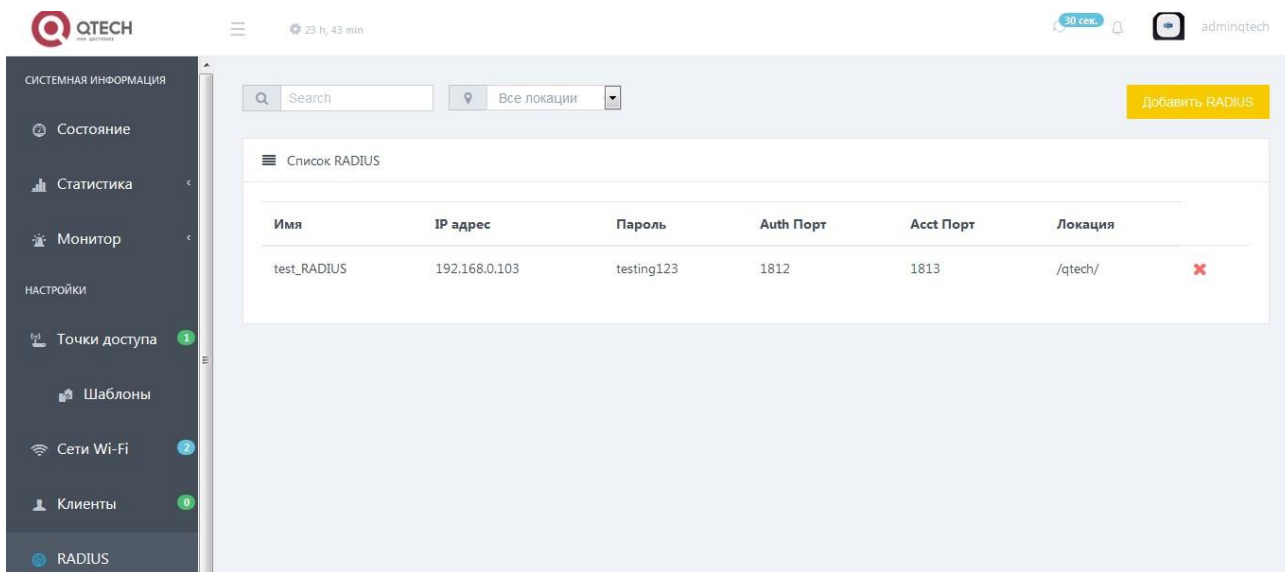 QTECH
23 h, 43 min
30 сек.
adminqtech
СИСТЕМНАЯ ИНФОРМАЦИЯ
Состояние
Статистика
Монитор
НАСТРОЙКИ
Точки доступа 1
Шаблоны
Сети Wi-Fi 2
Клиенты 0
RADIUS
Search
Все локации
Добавить RADIUS
Список RADIUS
Имя IP адрес Пароль Auth Порт Acct Порт Локация
test_RADIUS 192.168.0.103 testing123 1812 1813 /qtech/